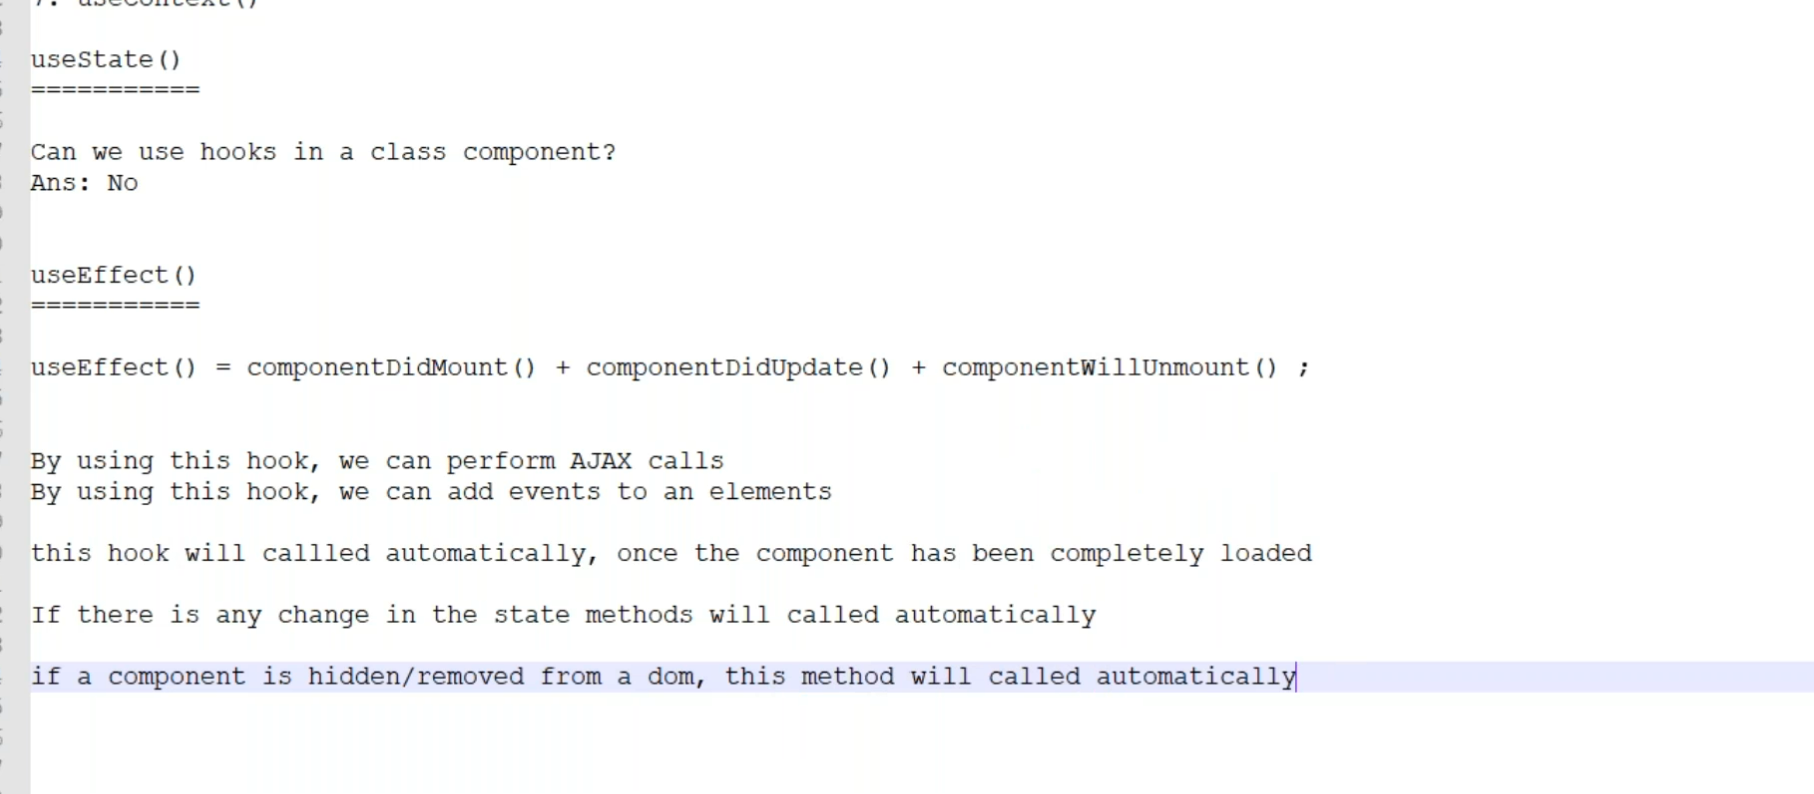 7. useContext()
useState()
===========
Can we use hooks in a class component?
Ans: No
useEffect()
===========
useEffect() = componentDidMount() + componentDidUpdate() + componentWillUnmount() ;
By using this hook, we can perform AJAX calls
By using this hook, we can add events to an elements
this hook will callled automatically, once the component has been completely loaded
If there is any change in the state methods will called automatically
if a component is hidden/removed from a dom, this method will called automatically